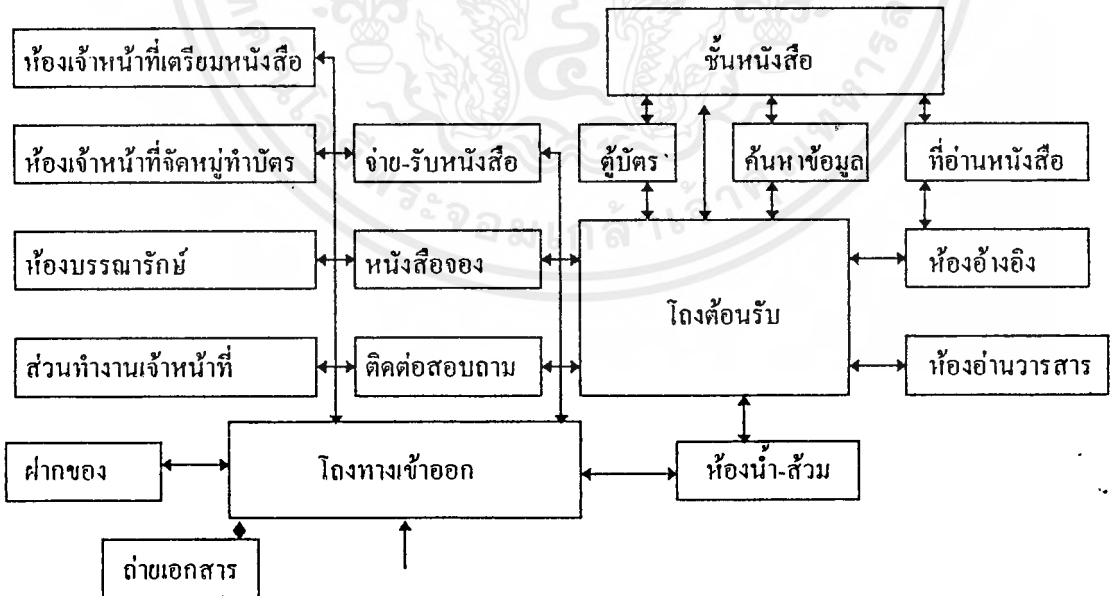 ห้องเจ้าหน้าที่เตรียมหนังสือ
ชั้นหนังสือ
ห้องเจ้าหน้าที่จัดหมู่ทำบัตร
จ่าย-รับหนังสือ
ตู้บัตร
ค้นหาข้อมูล
ที่อ่านหนังสือ
ห้องบรรณารักษ์
หนังสือจอง
ห้องอ้างอิง
โถงต้อนรับ
ส่วนทำงานเจ้าหน้าที่
ติดต่อสอบถาม
ห้องอ่านวารสาร
ฝากของ
โถงทางเข้าออก
ห้องน้ำ-ส้วม
ถ่ายเอกสาร